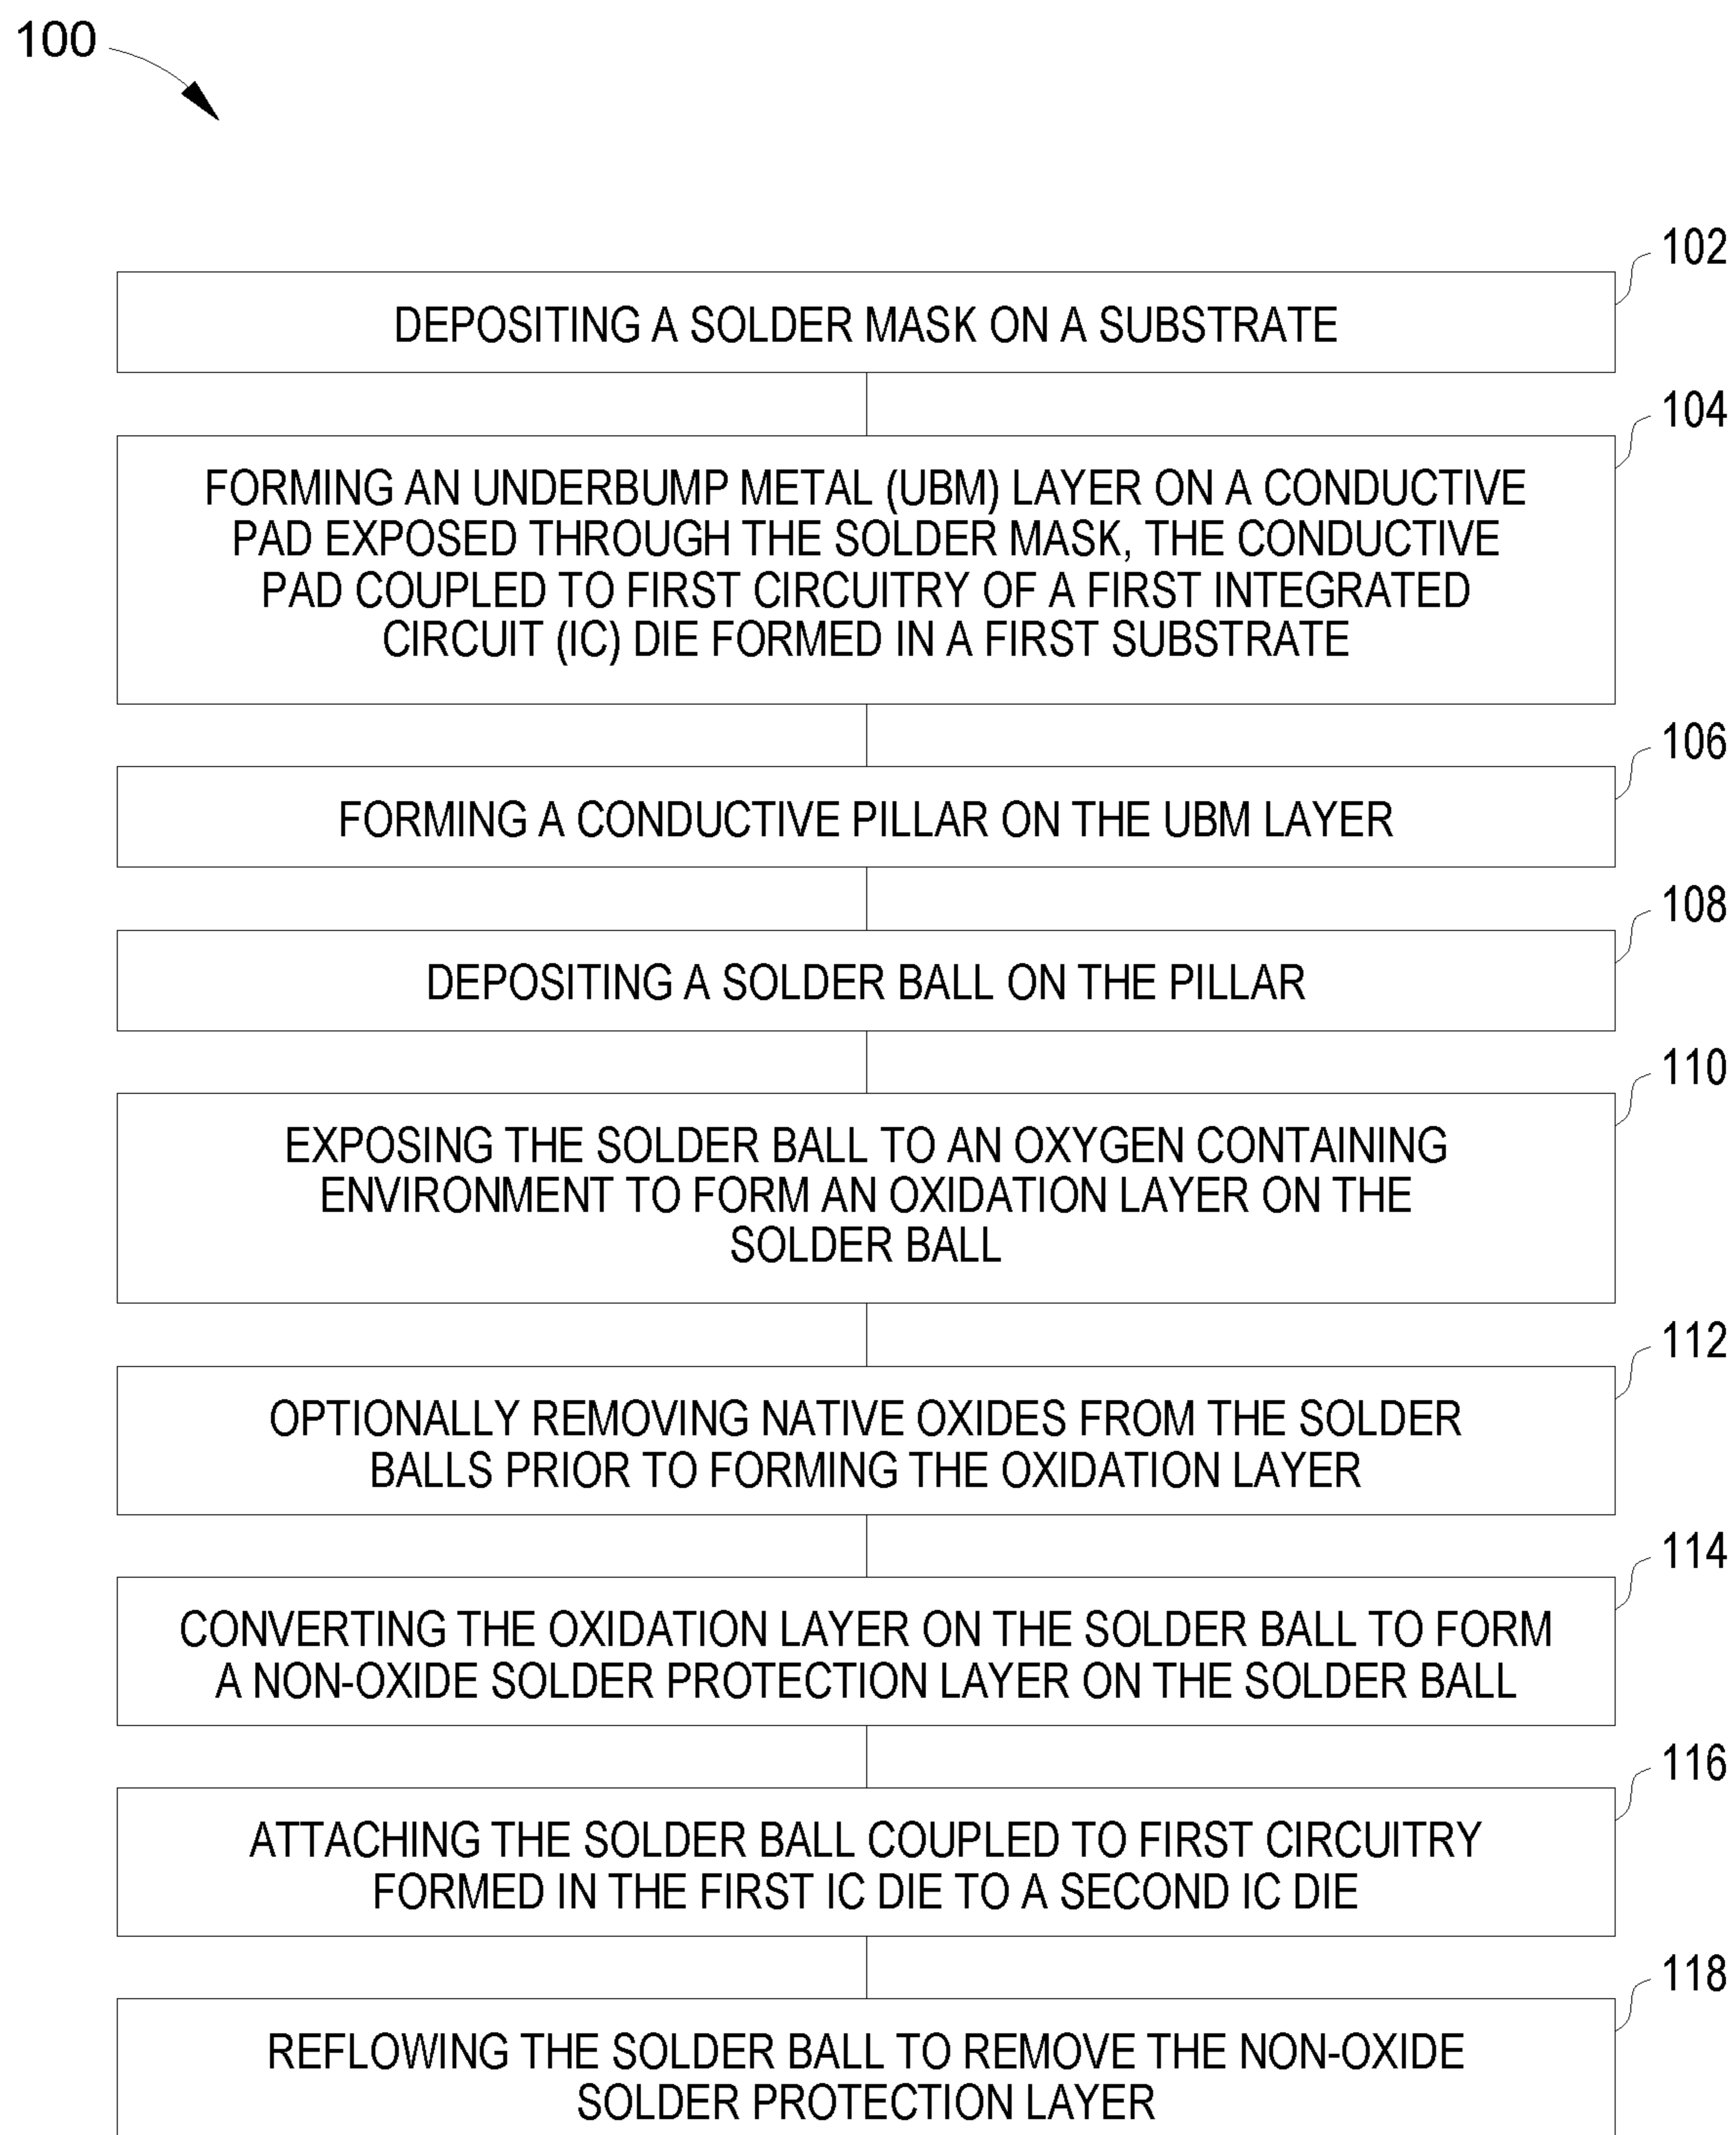 100
102
DEPOSITING A SOLDER MASK ON A SUBSTRATE
104
FORMING AN UNDERBUMP METAL (UBM) LAYER ON A CONDUCTIVE
PAD EXPOSED THROUGH THE SOLDER MASK, THE CONDUCTIVE
PAD COUPLED TO FIRST CIRCUITRY OF A FIRST INTEGRATED
CIRCUIT (IC) DIE FORMED IN A FIRST SUBSTRATE
106
FORMING A CONDUCTIVE PILLAR ON THE UBM LAYER
108
DEPOSITING A SOLDER BALL ON THE PILLAR
110
EXPOSING THE SOLDER BALL TO AN OXYGEN CONTAINING
ENVIRONMENT TO FORM AN OXIDATION LAYER ON THE
SOLDER BALL
112
OPTIONALLY REMOVING NATIVE OXIDES FROM THE SOLDER
BALLS PRIOR TO FORMING THE OXIDATION LAYER
114
CONVERTING THE OXIDATION LAYER ON THE SOLDER BALL TO FORM
A NON-OXIDE SOLDER PROTECTION LAYER ON THE SOLDER BALL
116
ATTACHING THE SOLDER BALL COUPLED TO FIRST CIRCUITRY
FORMED IN THE FIRST IC DIE TO A SECOND IC DIE
118
REFLOWING THE SOLDER BALL TO REMOVE THE NON-OXIDE
SOLDER PROTECTION LAYER